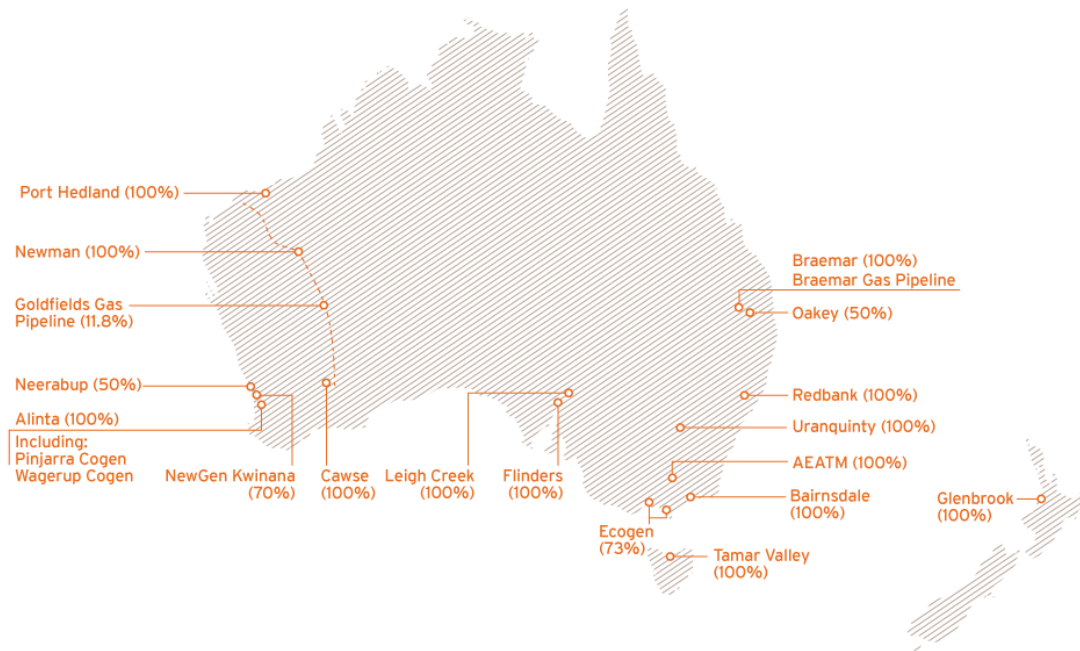 Port Hedland (100%)
Newman (100%)
Goldfields Gas
Pipeline (11.8%)
Neerabup (50%)
Alinta (100%)
Including:
Pinjarra Cogen
Wagerup Cogen
NewGen Kwinana
(70%)
Cawse
(100%)
Leigh Creek
(100%)
Flinders
(100%)
Braemar (100%)
Braemar Gas Pipeline
Oakey (50%)
Redbank (100%)
Uranquinty (100%)
AEATM (100%)
Bairnsdale
(100%)
Ecogen
(73%)
Tamar Valley
(100%)
Glenbrook
(100%)